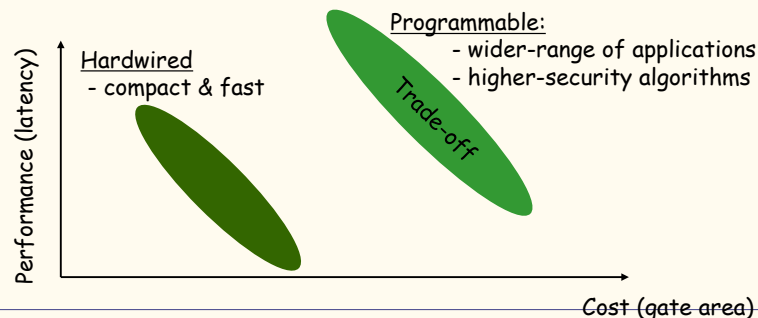 Programmable:
- wider-range of applications
- higher-security algorithms
Hardwired
- compact & fast
Trade-off
Performance (latency)
Cost (gate area)